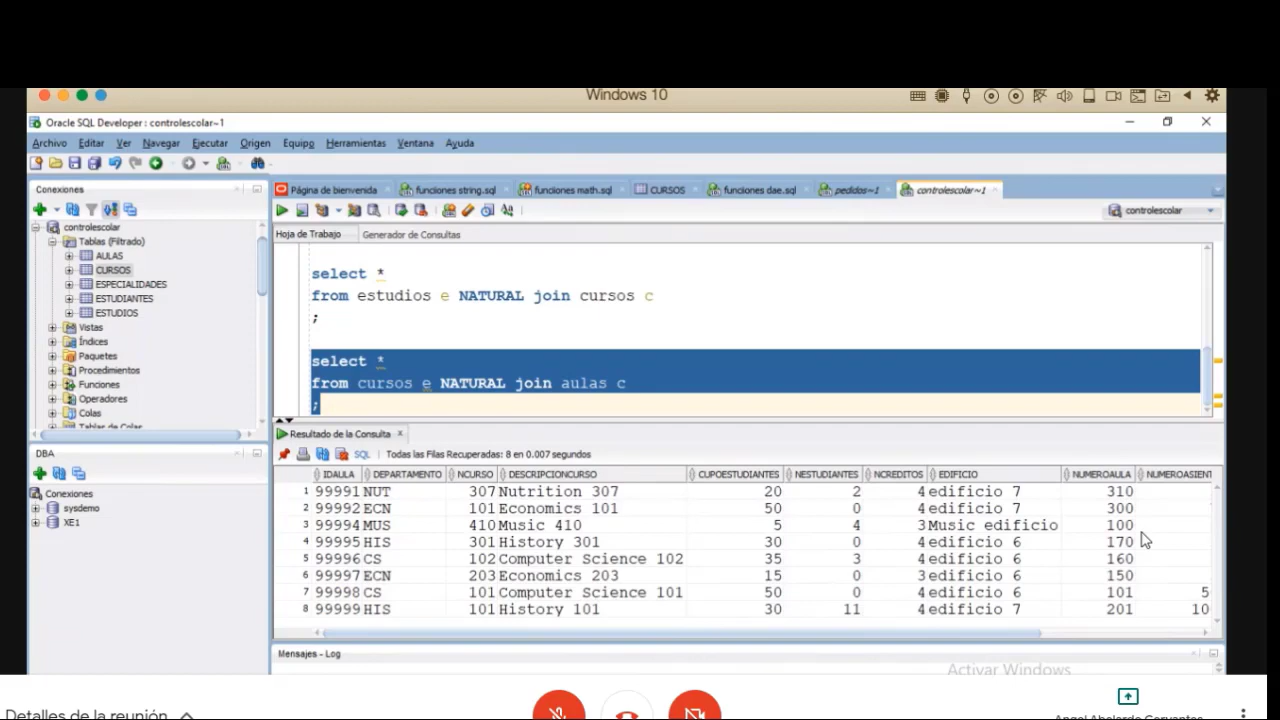 Windows 10
Oracle SQL Developer : controlescolar~1
Archivo Editar Ver Navegar Ejecutar Origen Equipo Herramientas Ventana Ayuda
Conexiones
Página de bienvenida funciones string.sql funciones math.sql CURSOS funciones dae.sql pedidos~1 controlescolar~1
controlescolar
controlescolar
Tablas (Filtrado)
AULAS
CURSOS
ESPECIALIDADES
ESTUDIANTES
ESTUDIOS
Vistas
Índices
Paquetes
Procedimientos
Funciones
Operadores
Colas
Tablas de Colas
Hoja de Trabajo Generador de Consultas
select *
from estudios e NATURAL join cursos c
;
select *
from cursos e NATURAL join aulas c
;
DBA
Conexiones
sysdemo
XE1
Resultado de la Consulta
SQL | Todas las Filas Recuperadas: 8 en 0.007 segundos
IDAULA DEPARTAMENTO NCURSO DESCRIPCIONCURSO CUPOESTUDIANTES NESTUDIANTES NCREDITOS EDIFICIO NUMEROAULA NUMEROASIENT
1 99991 NUT 307 Nutrition 307 20 2 4 edificio 7 310
2 99992 ECN 101 Economics 101 50 0 4 edificio 7 300
3 99994 MUS 410 Music 410 5 4 3 Music edificio 100
4 99995 HIS 301 History 301 30 0 4 edificio 6 170
5 99996 CS 102 Computer Science 102 35 3 4 edificio 6 160
6 99997 ECN 203 Economics 203 15 0 3 edificio 6 150
7 99998 CS 101 Computer Science 101 50 0 4 edificio 6 101 5
8 99999 HIS 101 History 101 30 11 4 edificio 7 201 10
Mensajes - Log
Activar Windows
Detalles de la reunión
Angel Abelardo Cervantes